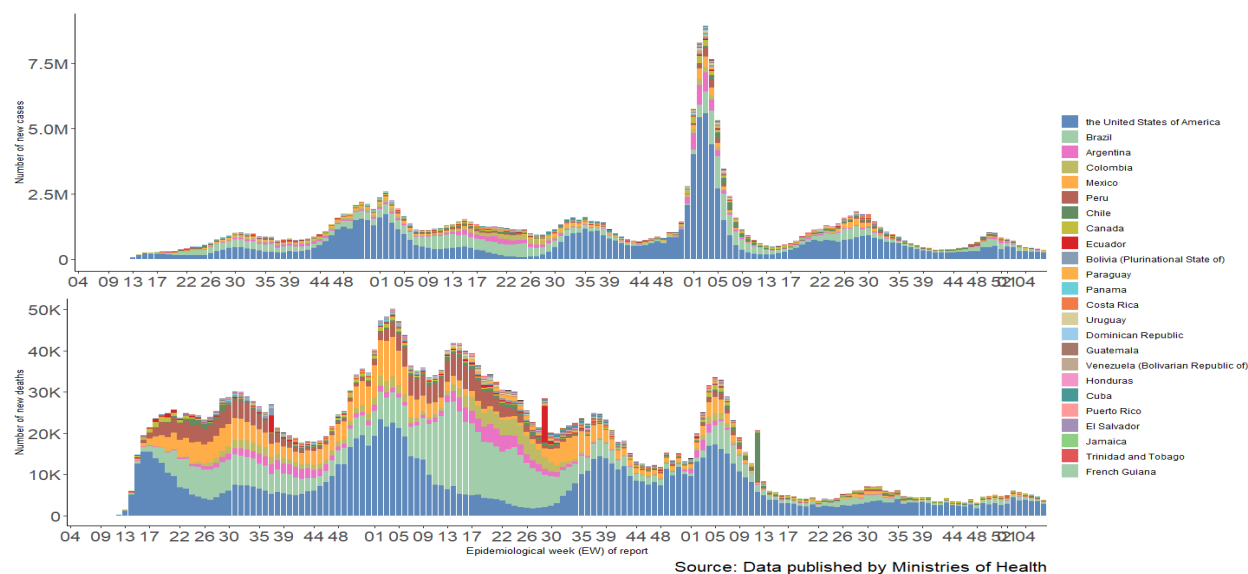 7.5M
5.0M
2.5M
0
Number of new cases
04 09 13 17 22 26 30 35 39 44 48 01 05 09 13 17 22 26 30 35 39 44 48 01 05 09 13 17 22 26 30 35 39 44 48 52 01 04
the United States of America
Brazil
Argentina
Colombia
Mexico
Peru
Chile
Canada
Ecuador
Bolivia (Plurinational State of)
Paraguay
Panama
Costa Rica
Uruguay
Dominican Republic
Guatemala
Venezuela (Bolivarian Republic of)
Honduras
Cuba
Puerto Rico
El Salvador
Jamaica
Trinidad and Tobago
French Guiana
50K
40K
30K
20K
10K
0
Number of new deaths
04 09 13 17 22 26 30 35 39 44 48 01 05 09 13 17 22 26 30 35 39 44 48 01 05 09 13 17 22 26 30 35 39 44 48 52 01 04
Epidemiological week (EW) of report
Source: Data published by Ministries of Health